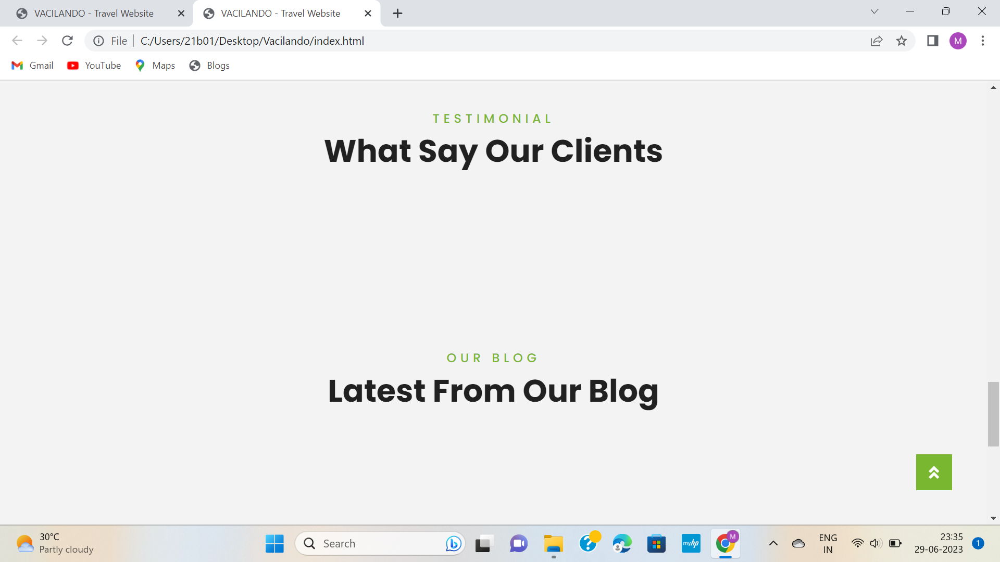 VACILANDO - Travel Website
VACILANDO - Travel Website
File
C:/Users/21b01/Desktop/Vacilando/index.html
M
Gmail
YouTube
Maps
Blogs
TESTIMONIAL
What Say Our Clients
OUR BLOG
Latest From Our Blog
30°C
Partly cloudy
Search
myhp
M
ENG
IN
23:35
29-06-2023
1